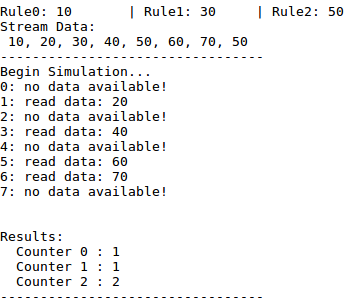 Rule0: 10       | Rule1: 30     | Rule2: 50
Stream Data:
 10, 20, 30, 40, 50, 60, 70, 50
---------------------------------
Begin Simulation...
0: no data available!
1: read data: 20
2: no data available!
3: read data: 40
4: no data available!
5: read data: 60
6: read data: 70
7: no data available!

Results:
  Counter 0 : 1
  Counter 1 : 1
  Counter 2 : 2
---------------------------------